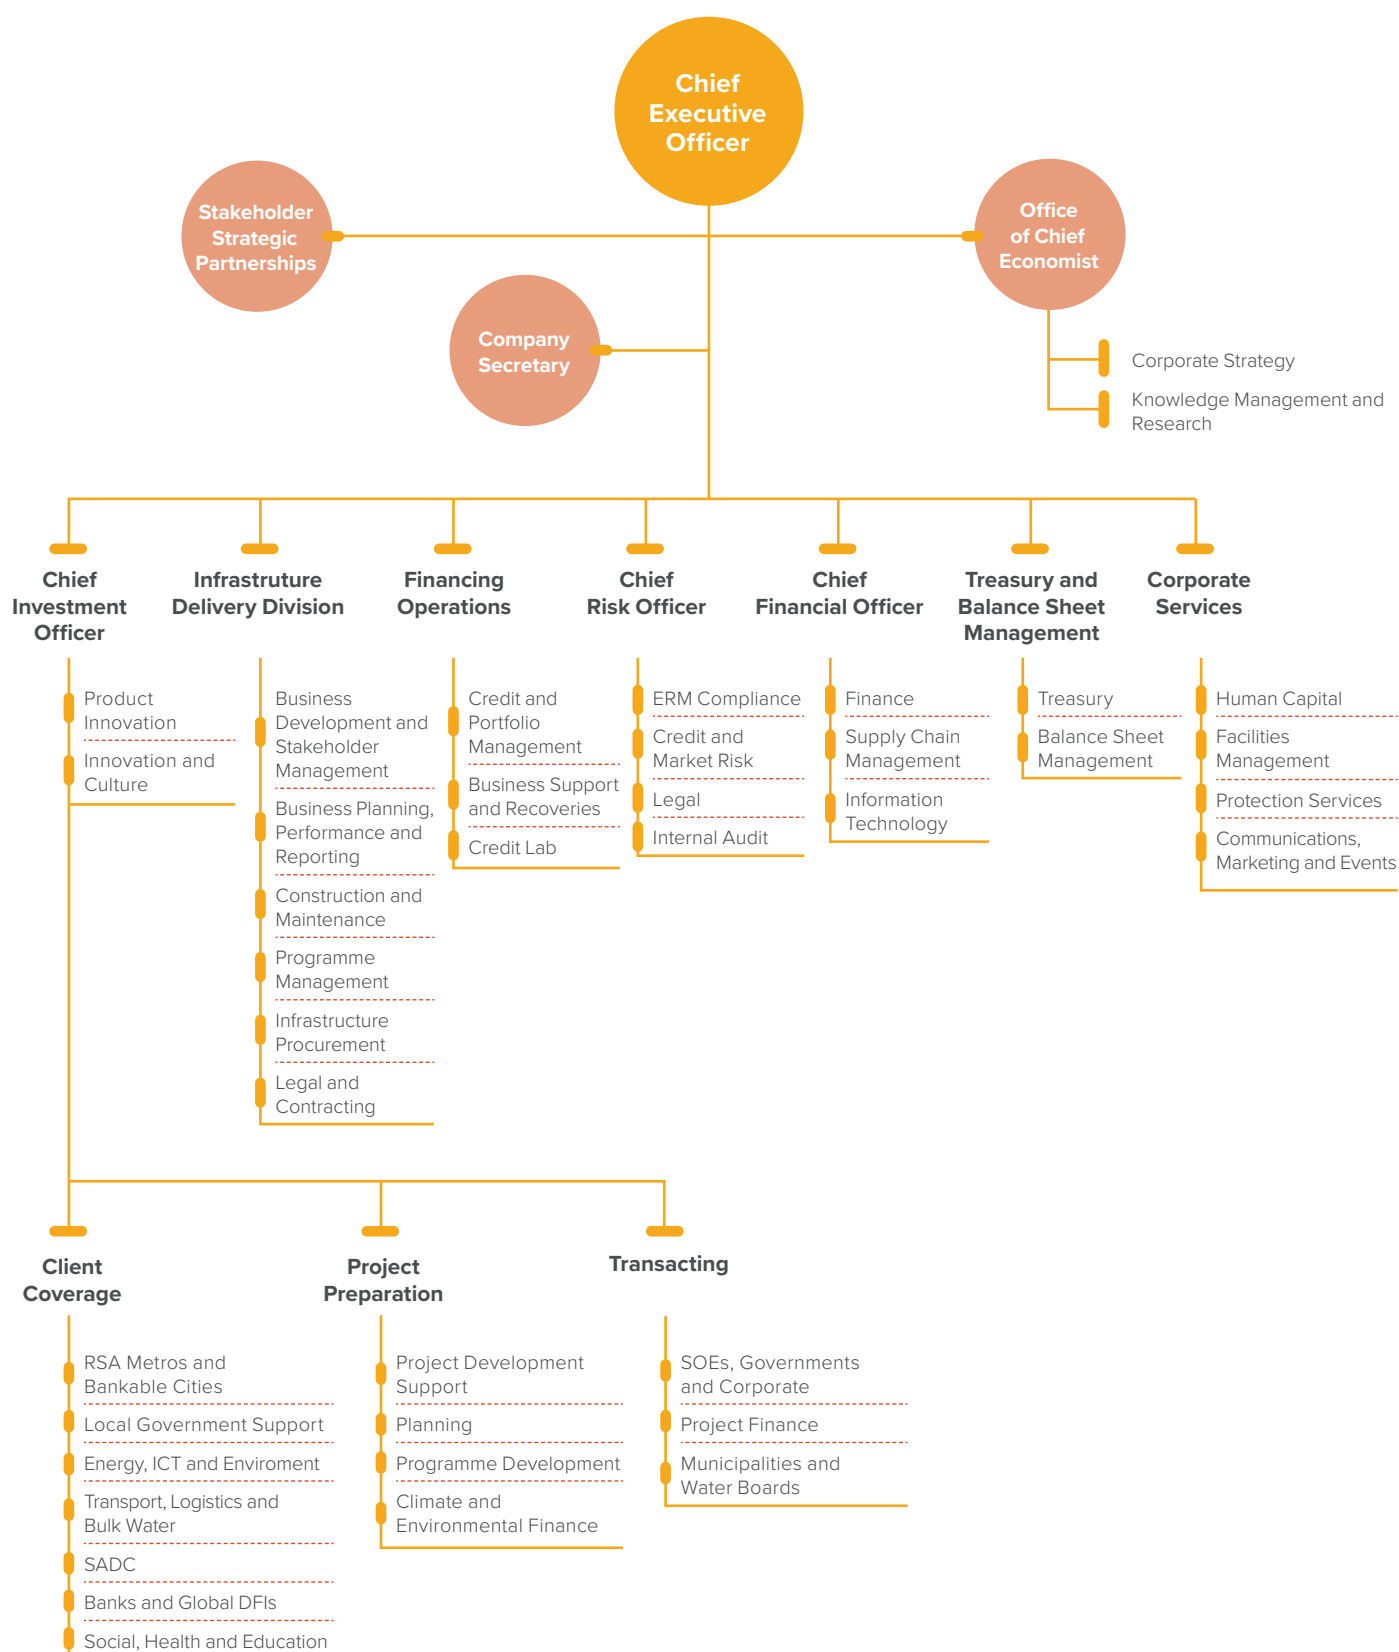 Chief
Executive
Officer
Stakeholder
Strategic
Partnerships
Office
of Chief
Economist
Company
Secretary
Corporate Strategy
Knowledge Management and
Research
Chief
Investment
Officer
Infrastruture
Delivery Division
Financing
Operations
Chief
Risk Officer
Chief
Financial Officer
Treasury and
Balance Sheet
Management
Corporate
Services
Product
Innovation
Innovation and
Culture
Business
Development and
Stakeholder
Management
Business Planning,
Performance and
Reporting
Construction and
Maintenance
Programme
Management
Infrastructure
Procurement
Legal and
Contracting
Credit and
Portfolio
Management
Business Support
and Recoveries
Credit Lab
ERM Compliance
Credit and
Market Risk
Legal
Internal Audit
Finance
Supply Chain
Management
Information
Technology
Treasury
Balance Sheet
Management
Human Capital
Facilities
Management
Protection Services
Communications,
Marketing and Events
Client
Coverage
Project
Preparation
Transacting
RSA Metros and
Bankable Cities
Local Government Support
Energy, ICT and Enviroment
Transport, Logistics and
Bulk Water
SADC
Banks and Global DFIs
Social, Health and Education
Project Development
Support
Planning
Programme Development
Climate and
Environmental Finance
SOEs, Governments
and Corporate
Project Finance
Municipalities and
Water Boards